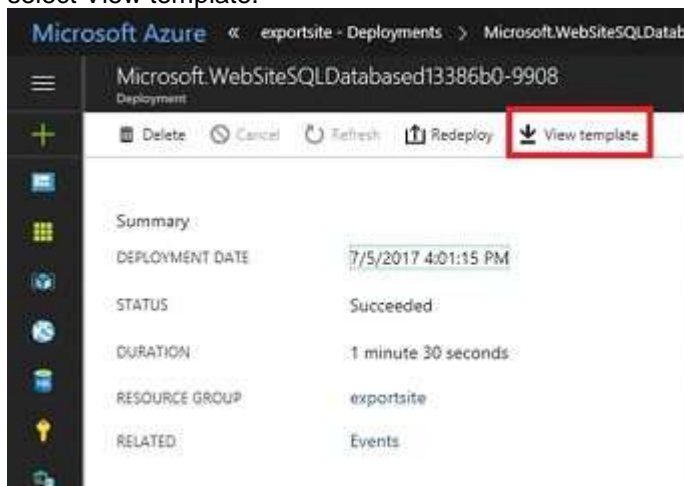 select View template.
Microsoft Azure « exportsite - Deployments > Microsoft.WebSiteSQLDatab
Microsoft.WebSiteSQLDatabased13386b0-9908
Deployment
Delete Cancel Refresh Redeploy View template
Summary
DEPLOYMENT DATE 7/5/2017 4:01:15 PM
STATUS Succeeded
DURATION 1 minute 30 seconds
RESOURCE GROUP exportsite
RELATED Events